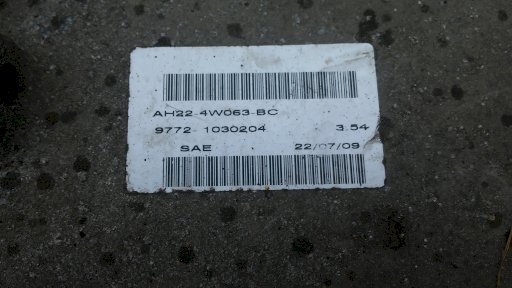 AH22-4W063-BC
9772- 1030204 3.54
SAE 22/07/09